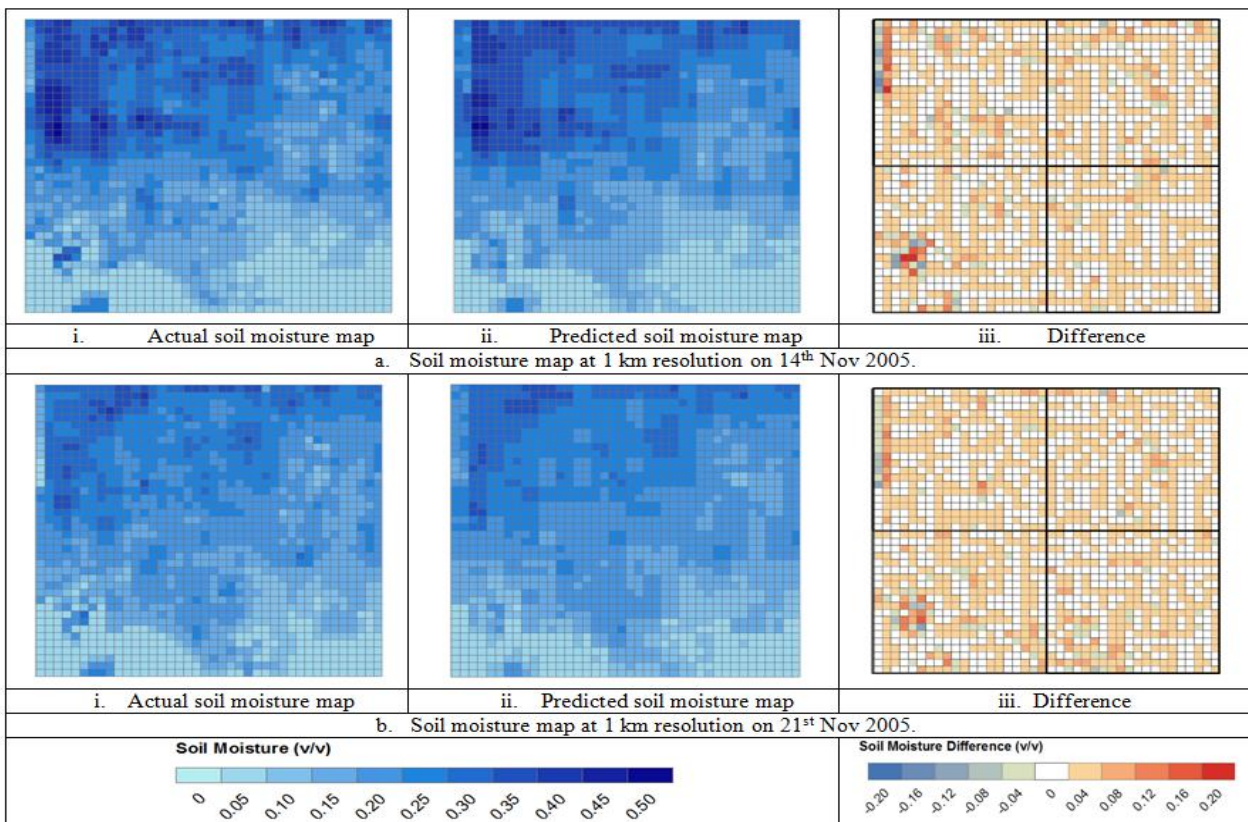 i. Actual soil moisture map
ii. Predicted soil moisture map
iii. Difference
a. Soil moisture map at 1 km resolution on 14th Nov 2005.
i. Actual soil moisture map
ii. Predicted soil moisture map
iii. Difference
b. Soil moisture map at 1 km resolution on 21st Nov 2005.
Soil Moisture (v/v)
0 0.05 0.10 0.15 0.20 0.25 0.30 0.35 0.40 0.45 0.50
Soil Moisture Difference (v/v)
-0.20 -0.16 -0.12 -0.08 -0.04 0 0.04 0.08 0.12 0.16 0.20